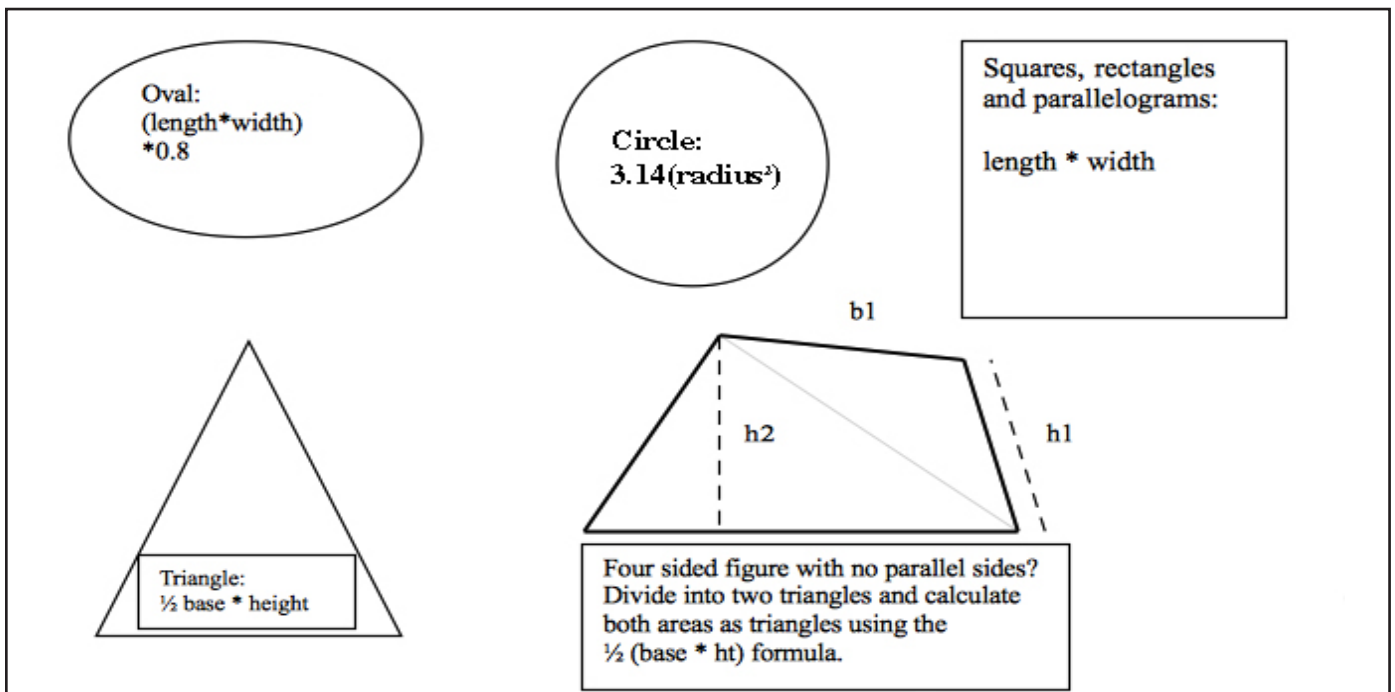 Oval:
(length*width)
*0.8
Circle:
3.14(radius²)
Squares, rectangles
and parallelograms:
length * width
b1
h2
h1
Triangle:
½ base * height
Four sided figure with no parallel sides?
Divide into two triangles and calculate
both areas as triangles using the
½ (base * ht) formula.